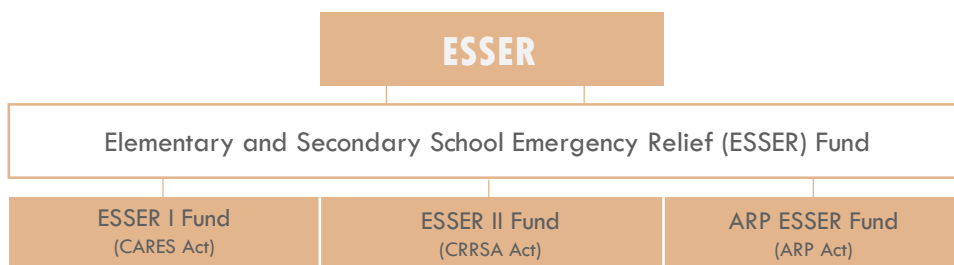 ESSER
Elementary and Secondary School Emergency Relief (ESSER) Fund
ESSER I Fund
(CARES Act)
ESSER II Fund
(CRRSA Act)
ARP ESSER Fund
(ARP Act)